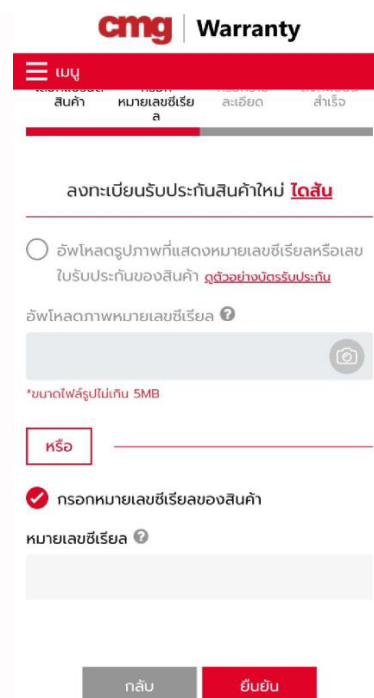 cmg Warranty
เมนู
สินค้า หมายเลขซีเรีย ละเอียด สำเร็จ
ล
ลงทะเบียนรับประกันสินค้าใหม่ ไดสัน
อัพโหลดรูปภาพที่แสดงหมายเลขซีเรียลหรือเลข
ใบรับประกันของสินค้า ดูตัวอย่างบัตรรับประกัน
อัพโหลดภาพหมายเลขซีเรียล ?
*ขนาดไฟล์รูปไม่เกิน 5MB
หรือ
กรอกหมายเลขซีเรียลของสินค้า
หมายเลขซีเรียล ?
กลับ ยืนยัน